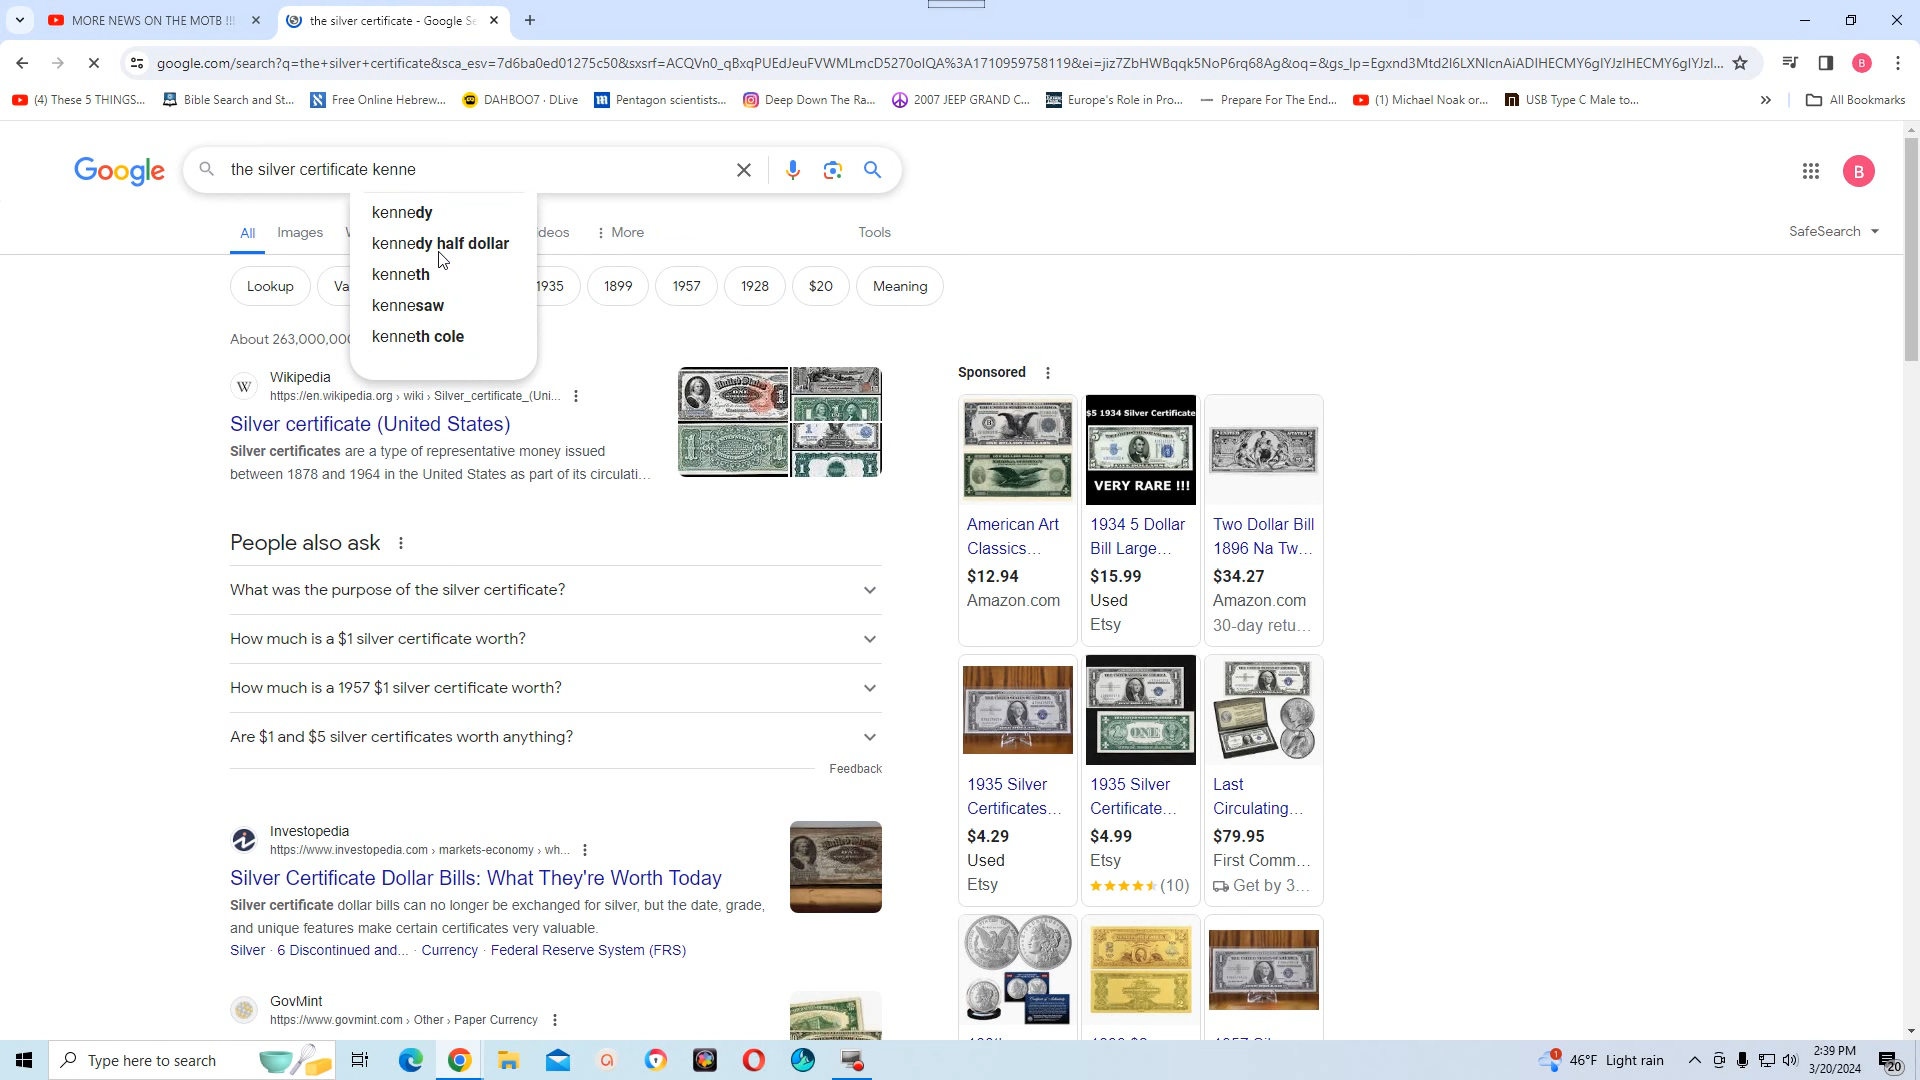 MORE NEWS ON THE MOTB !!!
the silver certificate - Google Se
google.com/search?q=the+silver+certificate&sca_esv=7d6ba0ed01275c50&sxsrf=ACQVn0_qBxqPUEdJeuFVWMLmcD5270oIQA%3A1710959758119&ei=jiz7ZbHWBqqk5NoP6rq68Ag&oq=&gs_lp=Egxnd3Mtd2l6LXNlcnAiADIHECMY6gIYJzIHECMY6gIYJzI...
B
(4) These 5 THINGS...
Bible Search and St...
Free Online Hebrew...
DAHBOO7 · DLive
Pentagon scientists...
Deep Down The Ra...
2007 JEEP GRAND C...
Europe's Role in Pro...
Prepare For The End...
(1) Michael Noak or...
USB Type C Male to...
All Bookmarks
Google
the silver certificate kenne
B
kennedy
kennedy half dollar
kenneth
kennesaw
kenneth cole
All
Images
deos
More
Tools
SafeSearch
Lookup
Va
1935
1899
1957
1928
$20
Meaning
About 263,000,000
Wikipedia
https://en.wikipedia.org › wiki › Silver_certificate_(Uni...
Silver certificate (United States)
Silver certificates are a type of representative money issued
between 1878 and 1964 in the United States as part of its circulati...
People also ask
What was the purpose of the silver certificate?
How much is a $1 silver certificate worth?
How much is a 1957 $1 silver certificate worth?
Are $1 and $5 silver certificates worth anything?
Feedback
Investopedia
https://www.investopedia.com › markets-economy › wh...
Silver Certificate Dollar Bills: What They're Worth Today
Silver certificate dollar bills can no longer be exchanged for silver, but the date, grade,
and unique features make certain certificates very valuable.
Silver · 6 Discontinued and... · Currency · Federal Reserve System (FRS)
GovMint
https://www.govmint.com › Other › Paper Currency
Sponsored
American Art
Classics...
$12.94
Amazon.com
$5 1934 Silver Certificate
VERY RARE !!!
1934 5 Dollar
Bill Large...
$15.99
Used
Etsy
Two Dollar Bill
1896 Na Tw...
$34.27
Amazon.com
30-day retu...
1935 Silver
Certificates...
$4.29
Used
Etsy
ONE
1935 Silver
Certificate...
$4.99
Etsy
(10)
Last
Circulating...
$79.95
First Comm...
Get by 3...
Type here to search
46°F Light rain
2:39 PM
3/20/2024
20